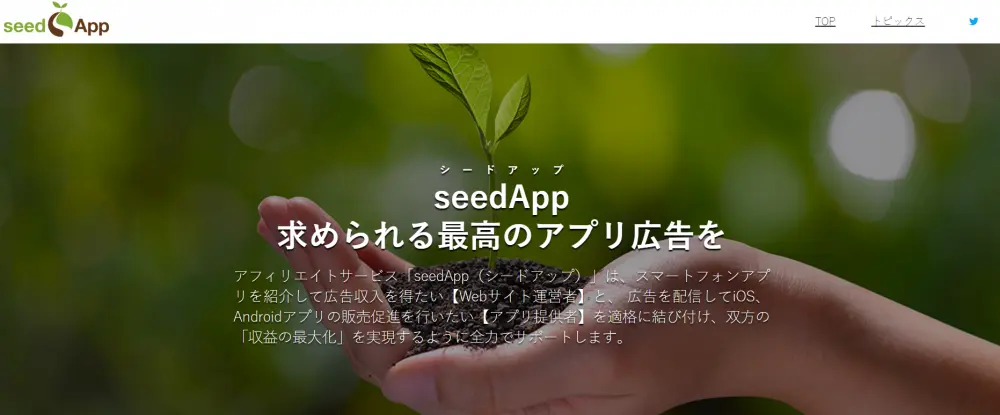 seed App
TOP トピックス
シードアップ
seedApp
求められる最高のアプリ広告を
アフィリエイトサービス「seedApp（シードアップ）」は、スマートフォンアプ
リを紹介して広告収入を得たい【Webサイト運営者】と、 広告を配信してiOS、
Androidアプリの販売促進を行いたい【アプリ提供者】を適格に結び付け、双方の
「収益の最大化」を実現するように全力でサポートします。